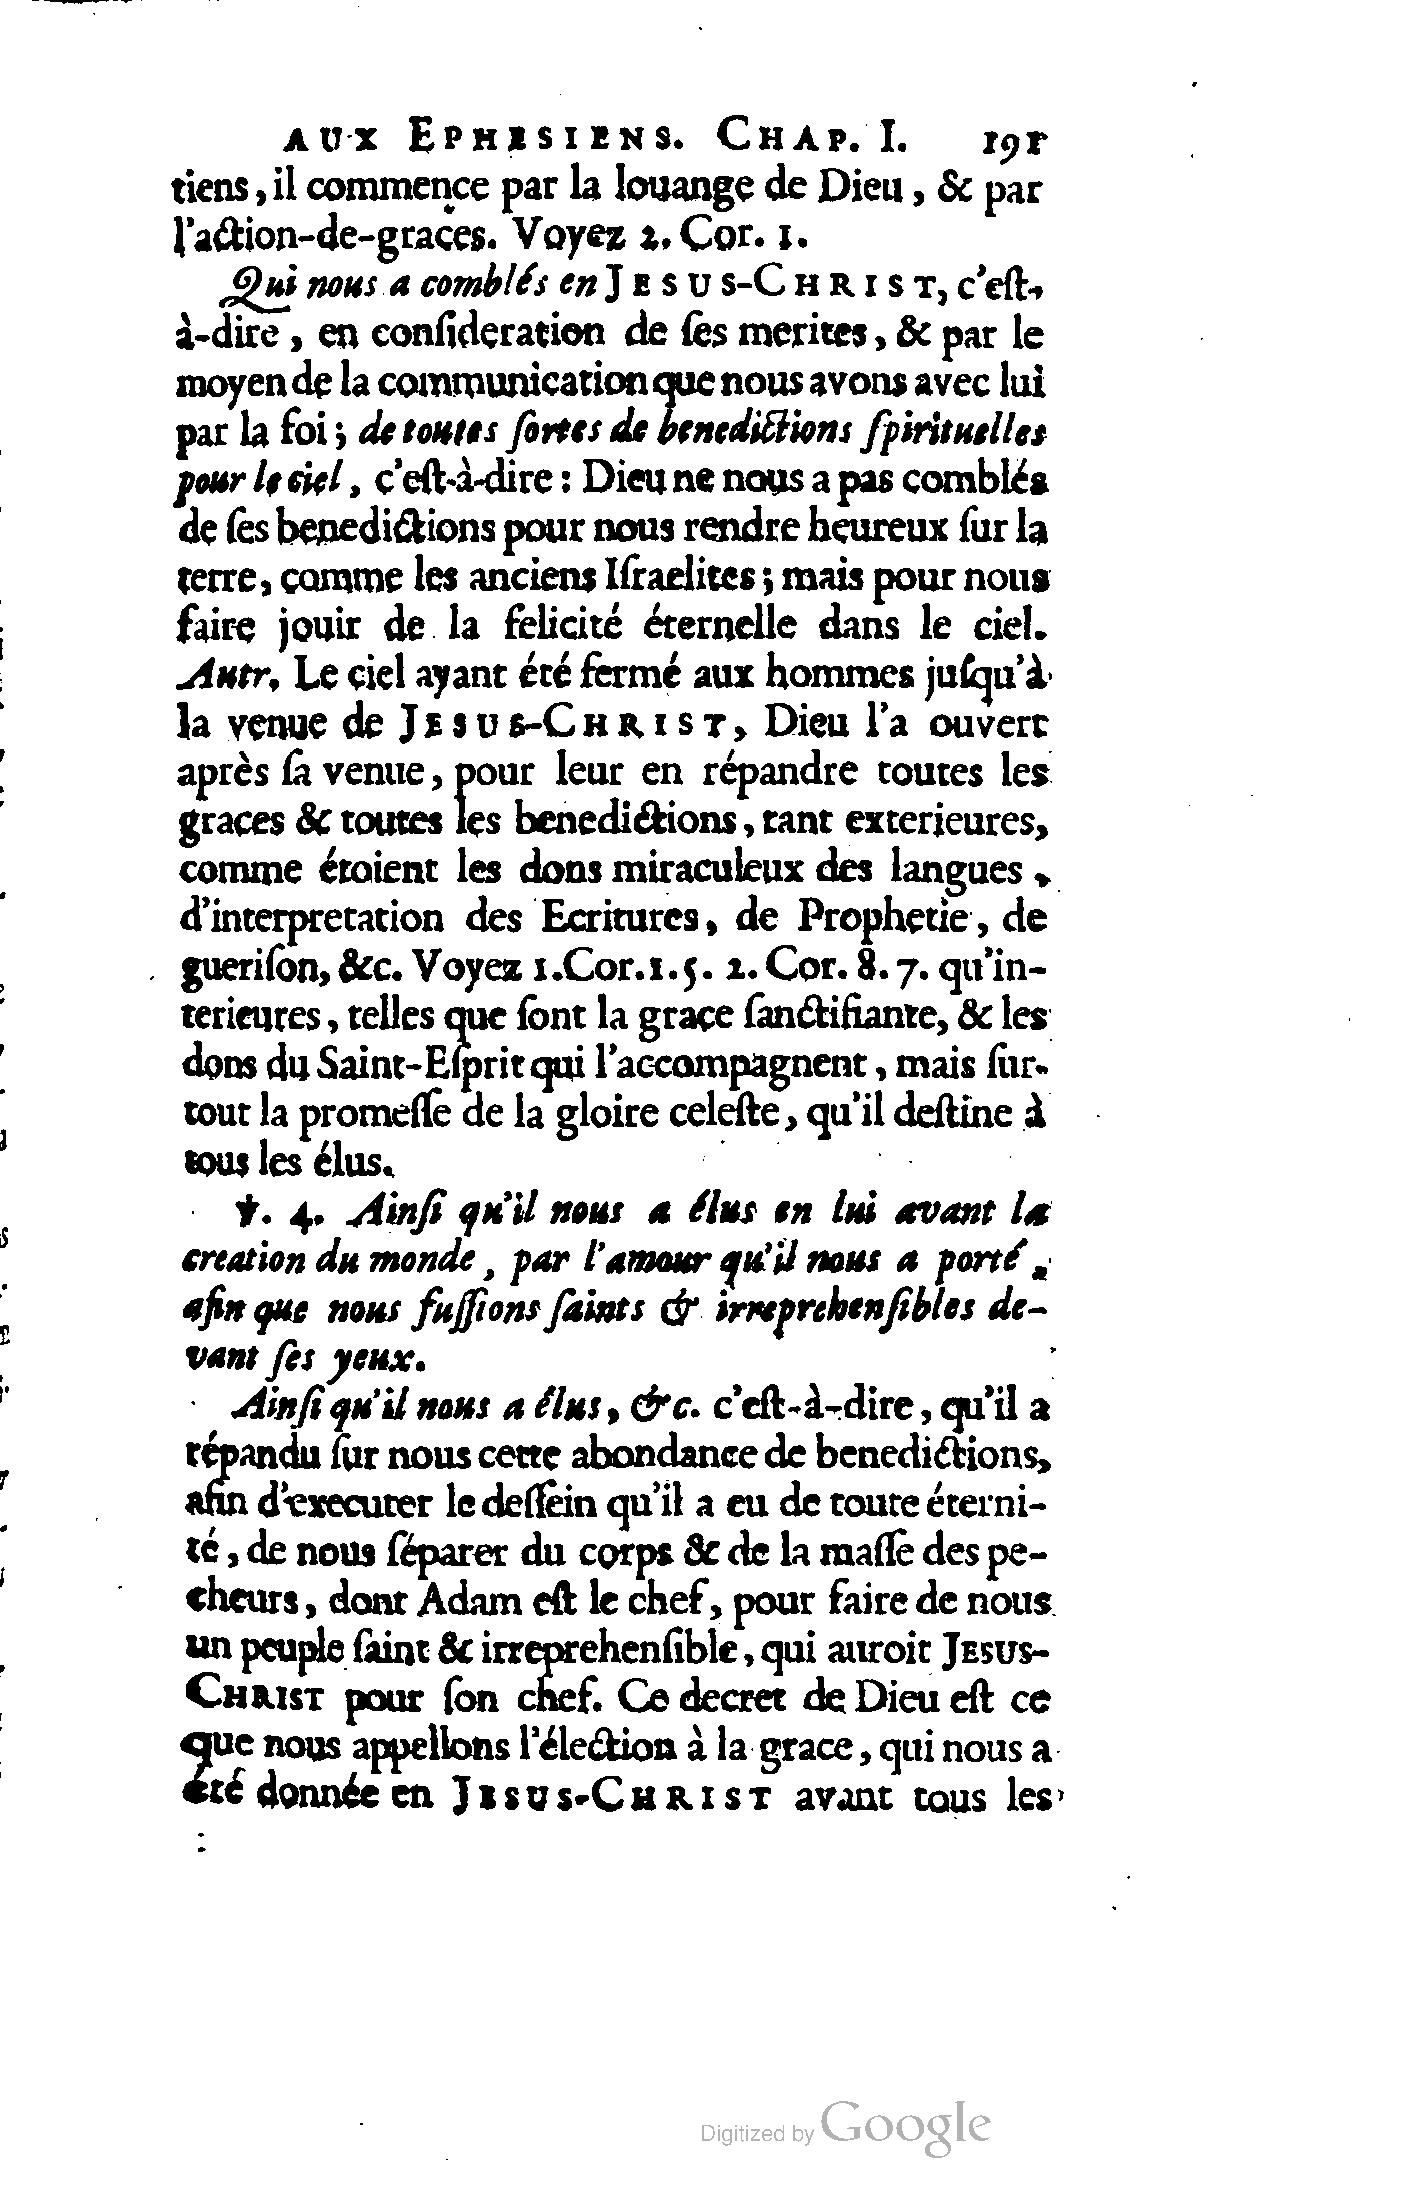 AUX EPHESIENS. CHAP. I. 191
tiens, il commence par la louange de Dieu, & par
l'action-de-graces. Voyez 2. Cor. 1.
Qui nous a comblés en JESUS-CHRIST, c'eſt-
à-dire, en conſideration de ſes merites, & par le
moyen de la communication que nous avons avec lui
par la foi; de toutes ſortes de benedictions ſpirituelles
pour le ciel, c'eſt-à-dire: Dieu ne nous a pas comblés
de ſes benedictions pour nous rendre heureux ſur la
terre, comme les anciens Iſraelites; mais pour nous
faire jouir de la felicité éternelle dans le ciel.
Autr. Le ciel ayant été fermé aux hommes juſqu'à
la venue de JESUS-CHRIST, Dieu l'a ouvert
après ſa venue, pour leur en répandre toutes les
graces & toutes les benedictions, tant exterieures,
comme étoient les dons miraculeux des langues,
d'interpretation des Ecritures, de Prophetie, de
gueriſon, &c. Voyez 1.Cor.1.5. 2. Cor. 8. 7. qu'in-
terieures, telles que ſont la grace ſanctifiante, & les
dons du Saint-Eſprit qui l'accompagnent, mais ſur-
tout la promeſſe de la gloire celeſte, qu'il deſtine à
tous les élus.
℣. 4. Ainſi qu'il nous a élus en lui avant la
creation du monde, par l'amour qu'il nous a porté,
afin que nous fuſſions ſaints & irreprehenſibles de-
vant ſes yeux.
Ainſi qu'il nous a élus, &c. c'eſt-à-dire, qu'il a
répandu ſur nous cette abondance de benedictions,
afin d'executer le deſſein qu'il a eu de toute éterni-
té, de nous ſéparer du corps & de la maſſe des pe-
cheurs, dont Adam eſt le chef, pour faire de nous
un peuple ſaint & irreprehenſible, qui auroit JESUS-
CHRIST pour ſon chef. Ce decret de Dieu eſt ce
que nous appellons l'élection à la grace, qui nous a
été donnée en JESUS-CHRIST avant tous les
Digitized by Google